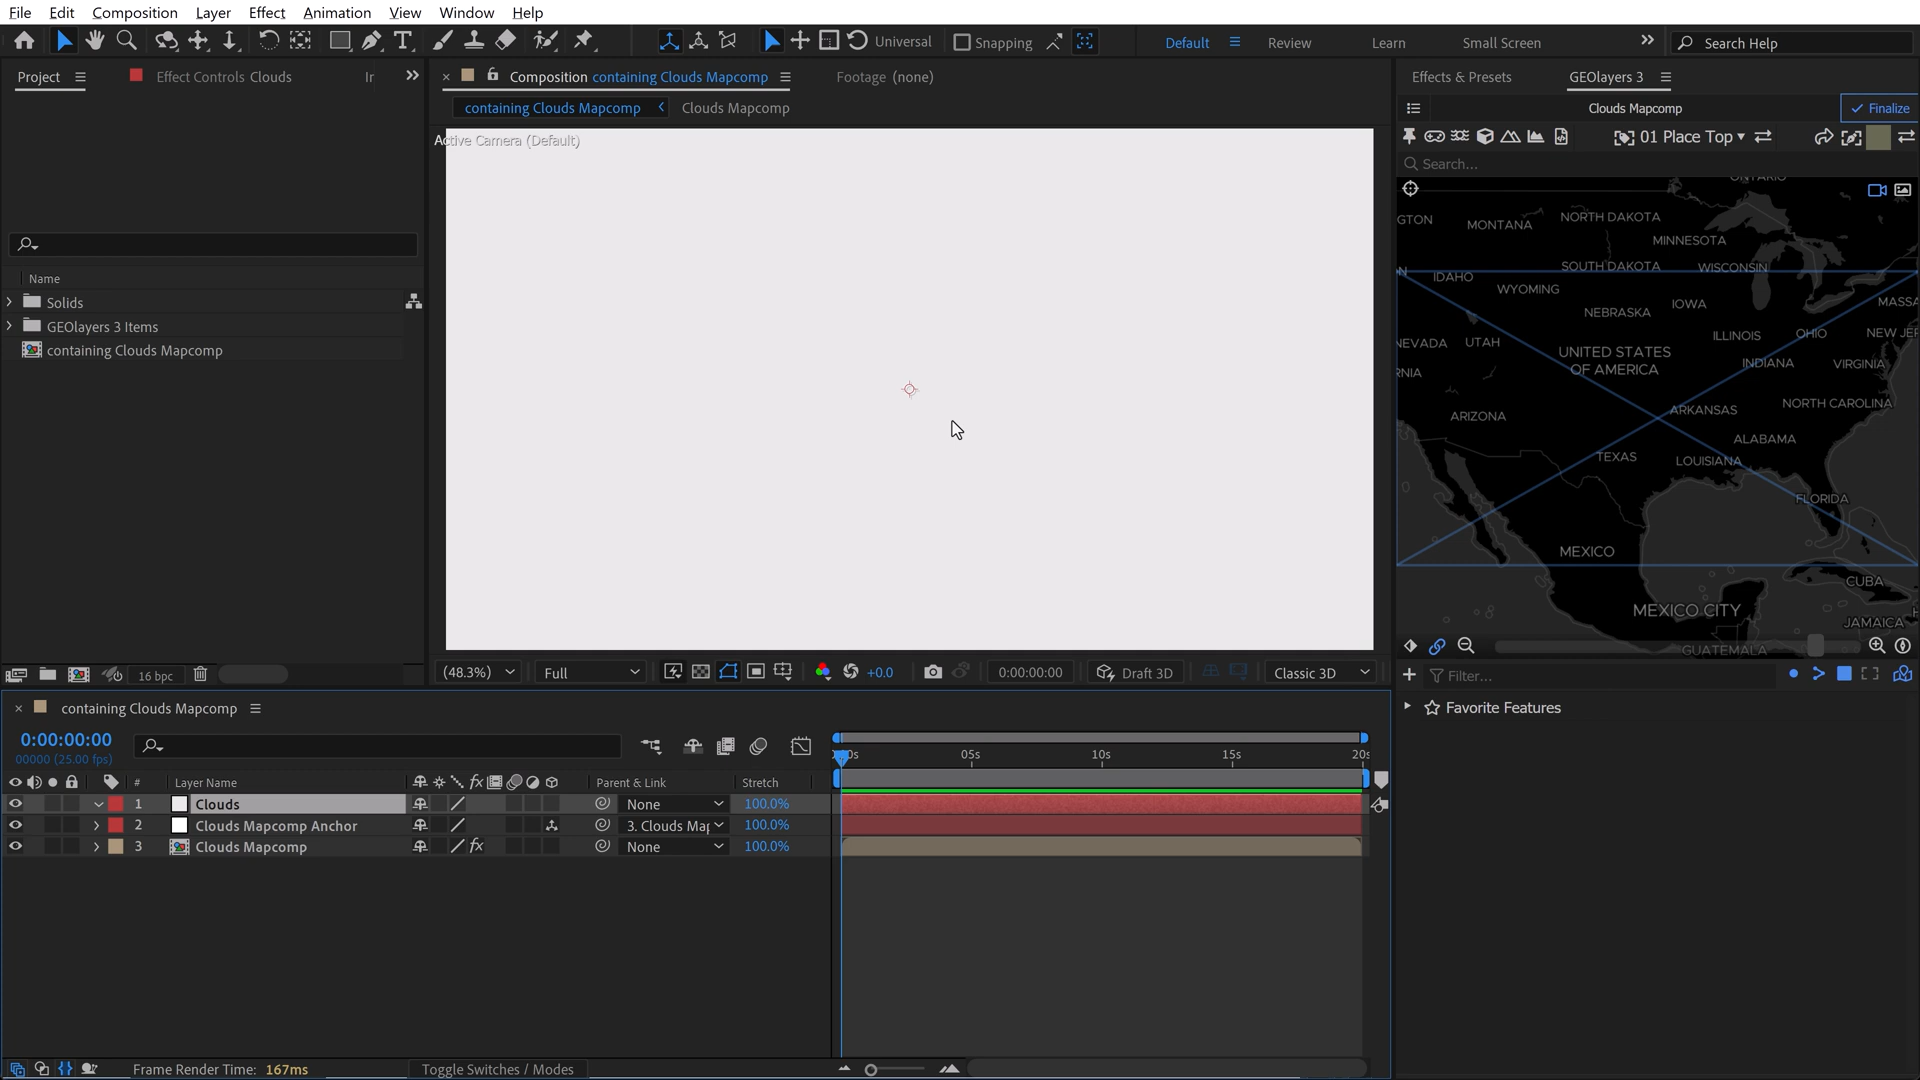 File Edit Composition Layer Effect Animation View Window Help
Universal Snapping Default Review Learn Small Screen Search Help
Project Effect Controls Clouds In Composition containing Clouds Mapcomp Footage (none) Effects & Presets GEOlayers 3
containing Clouds Mapcomp Clouds Mapcomp Clouds Mapcomp Finalize
Active Camera (Default) 01 Place Top
Search...
ONTARIO
GTON MONTANA NORTH DAKOTA
MINNESOTA
SOUTH DAKOTA WISCONSIN
IDAHO
WYOMING
IOWA MASSA
NEBRASKA
ILLINOIS OHIO NEW JER
NEVADA UTAH
UNITED STATES
OF AMERICA
INDIANA VIRGINIA
RNIA
ARIZONA ARKANSAS NORTH CAROLINA
ALABAMA
TEXAS LOUISIANA
FLORIDA
MEXICO
CUBA
MEXICO CITY
JAMAICA
GUATEMALA
Name
Solids
GEOlayers 3 Items
containing Clouds Mapcomp
16 bpc
(48.3%) Full +0.0 0:00:00:00 Draft 3D Classic 3D
Filter...
Favorite Features
containing Clouds Mapcomp
0:00:00:00
00000 (25.00 fps)
05s 10s 15s 20s
# Layer Name Parent & Link Stretch
1 Clouds None 100.0%
2 Clouds Mapcomp Anchor 3. Clouds Map 100.0%
3 Clouds Mapcomp None 100.0%
Frame Render Time: 167ms Toggle Switches / Modes